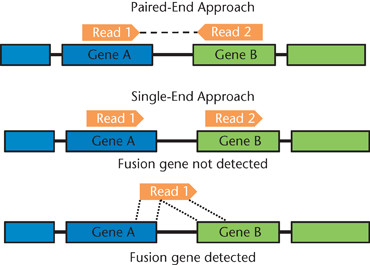 Paired-End Approach
Read 1 Read 2
Gene A Gene B
Single-End Approach
Read 1 Read 2
Gene A Gene B
Fusion gene not detected
Read 1
Gene A Gene B
Fusion gene detected